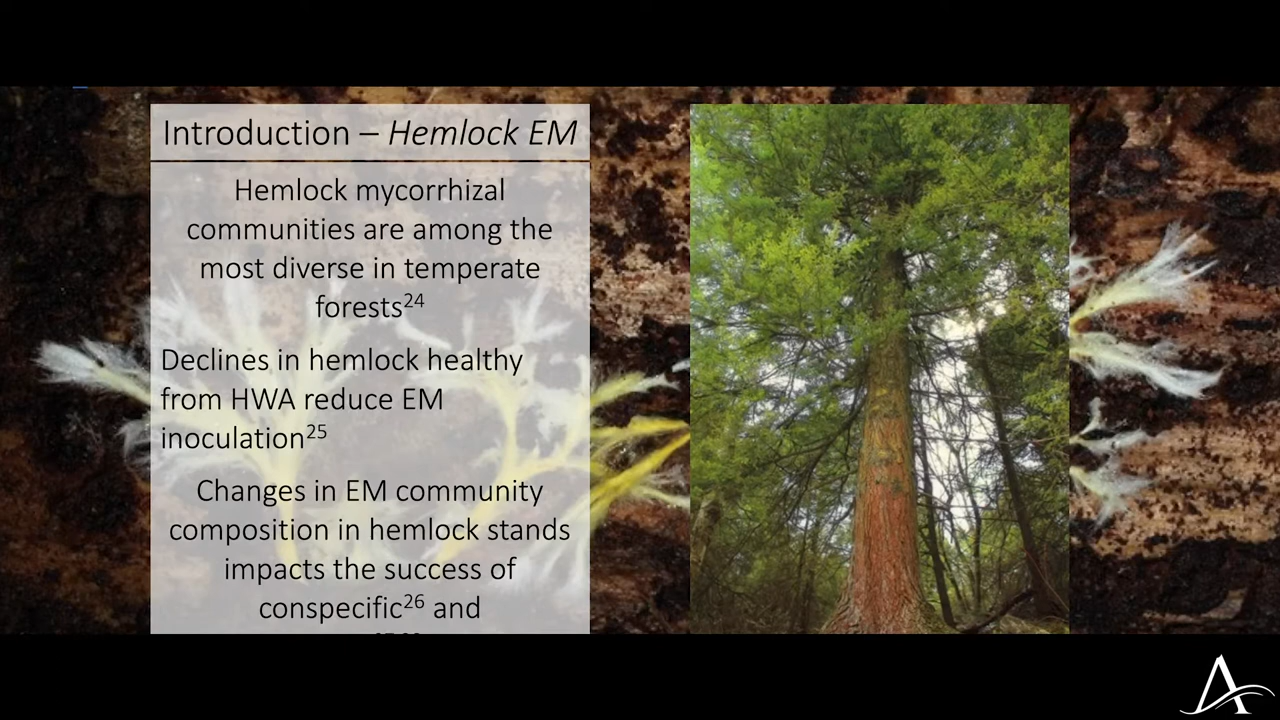 Introduction – Hemlock EM
Hemlock mycorrhizal
communities are among the
most diverse in temperate
forests24
Declines in hemlock healthy
from HWA reduce EM
inoculation25
Changes in EM community
composition in hemlock stands
impacts the success of
conspecific26 and